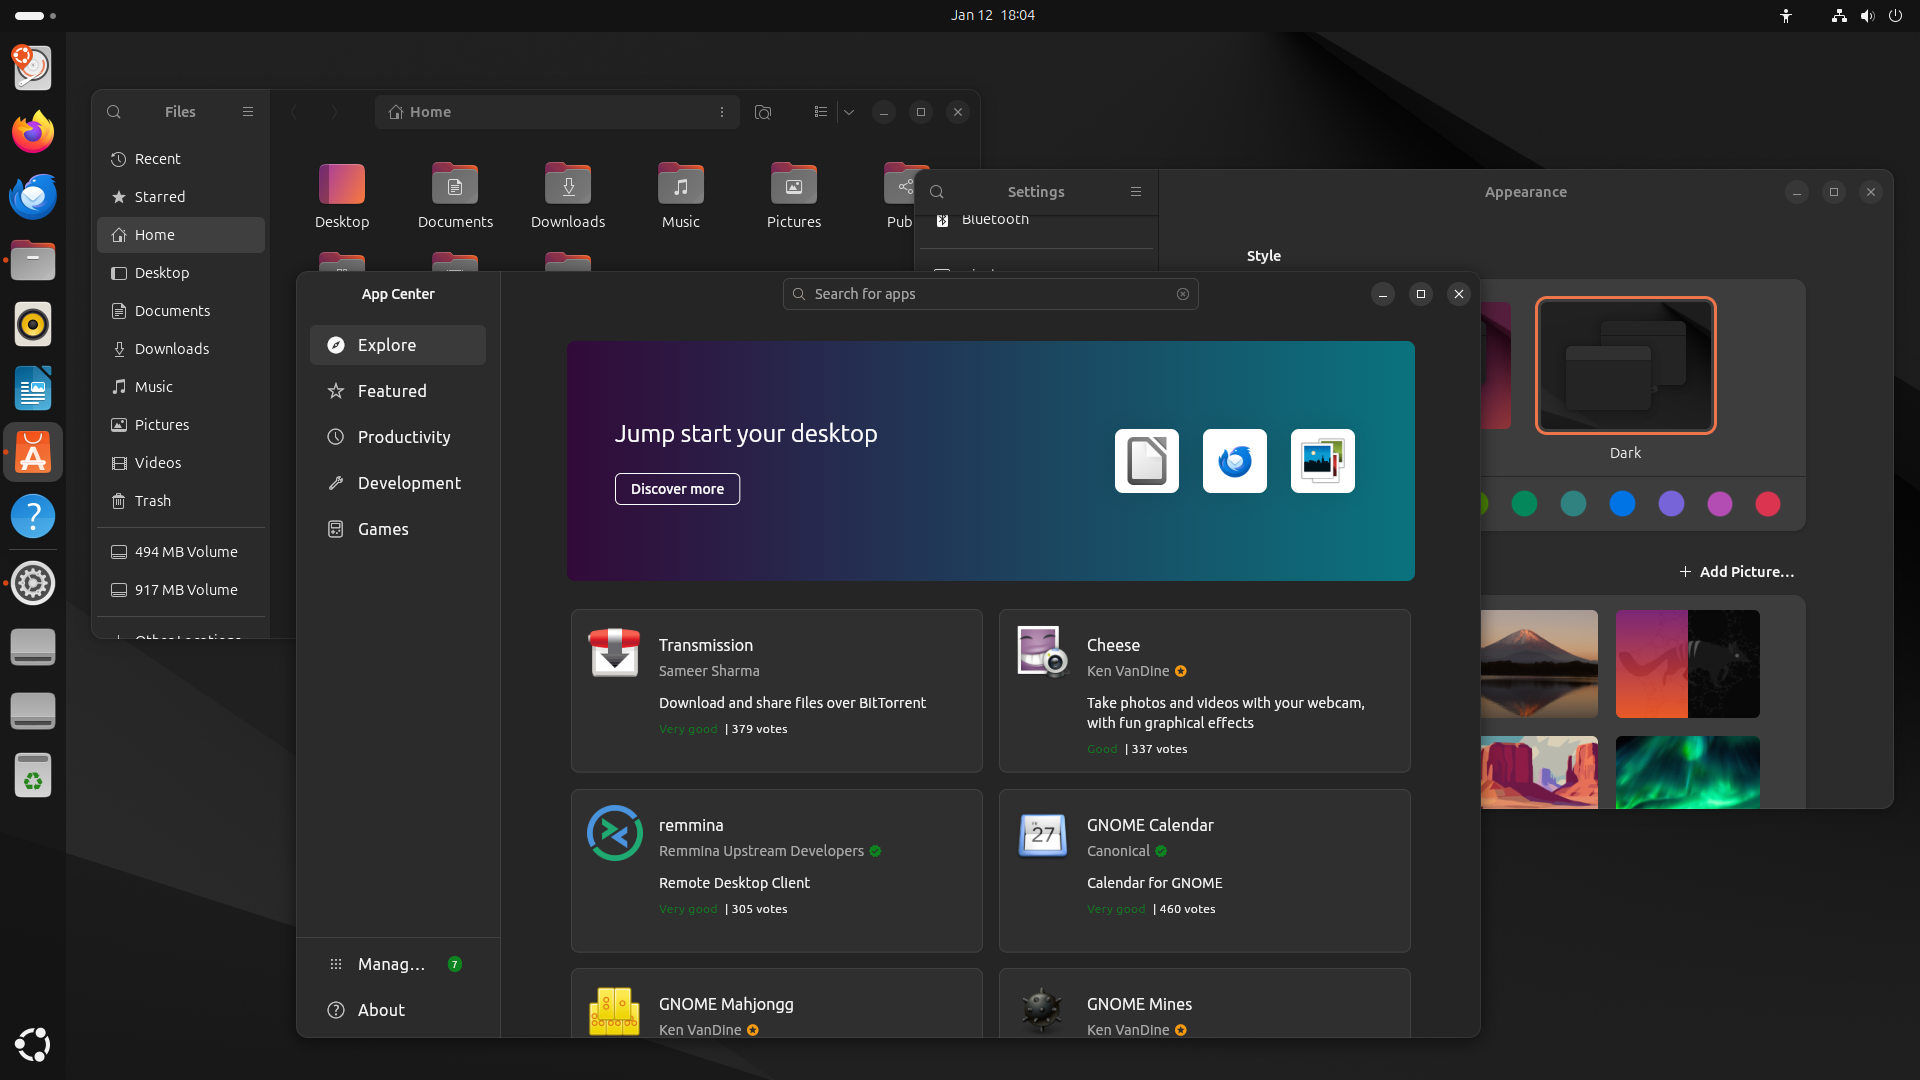 Jan 12 18:04
Files
Home
Recent
Starred
Home
Desktop
Documents
Downloads
Music
Pictures
Videos
Trash
494 MB Volume
917 MB Volume
Other Locations
Desktop
Documents
Downloads
Music
Pictures
Pub
Settings
Appearance
Bluetooth
Style
Dark
Add Picture...
App Center
Search for apps
Explore
Featured
Productivity
Development
Games
Manag... 7
About
Jump start your desktop
Discover more
Transmission
Sameer Sharma
Download and share files over BitTorrent
Very good | 379 votes
Cheese
Ken VanDine
Take photos and videos with your webcam,
with fun graphical effects
Good | 337 votes
remmina
Remmina Upstream Developers
Remote Desktop Client
Very good | 305 votes
27
GNOME Calendar
Canonical
Calendar for GNOME
Very good | 460 votes
GNOME Mahjongg
Ken VanDine
GNOME Mines
Ken VanDine